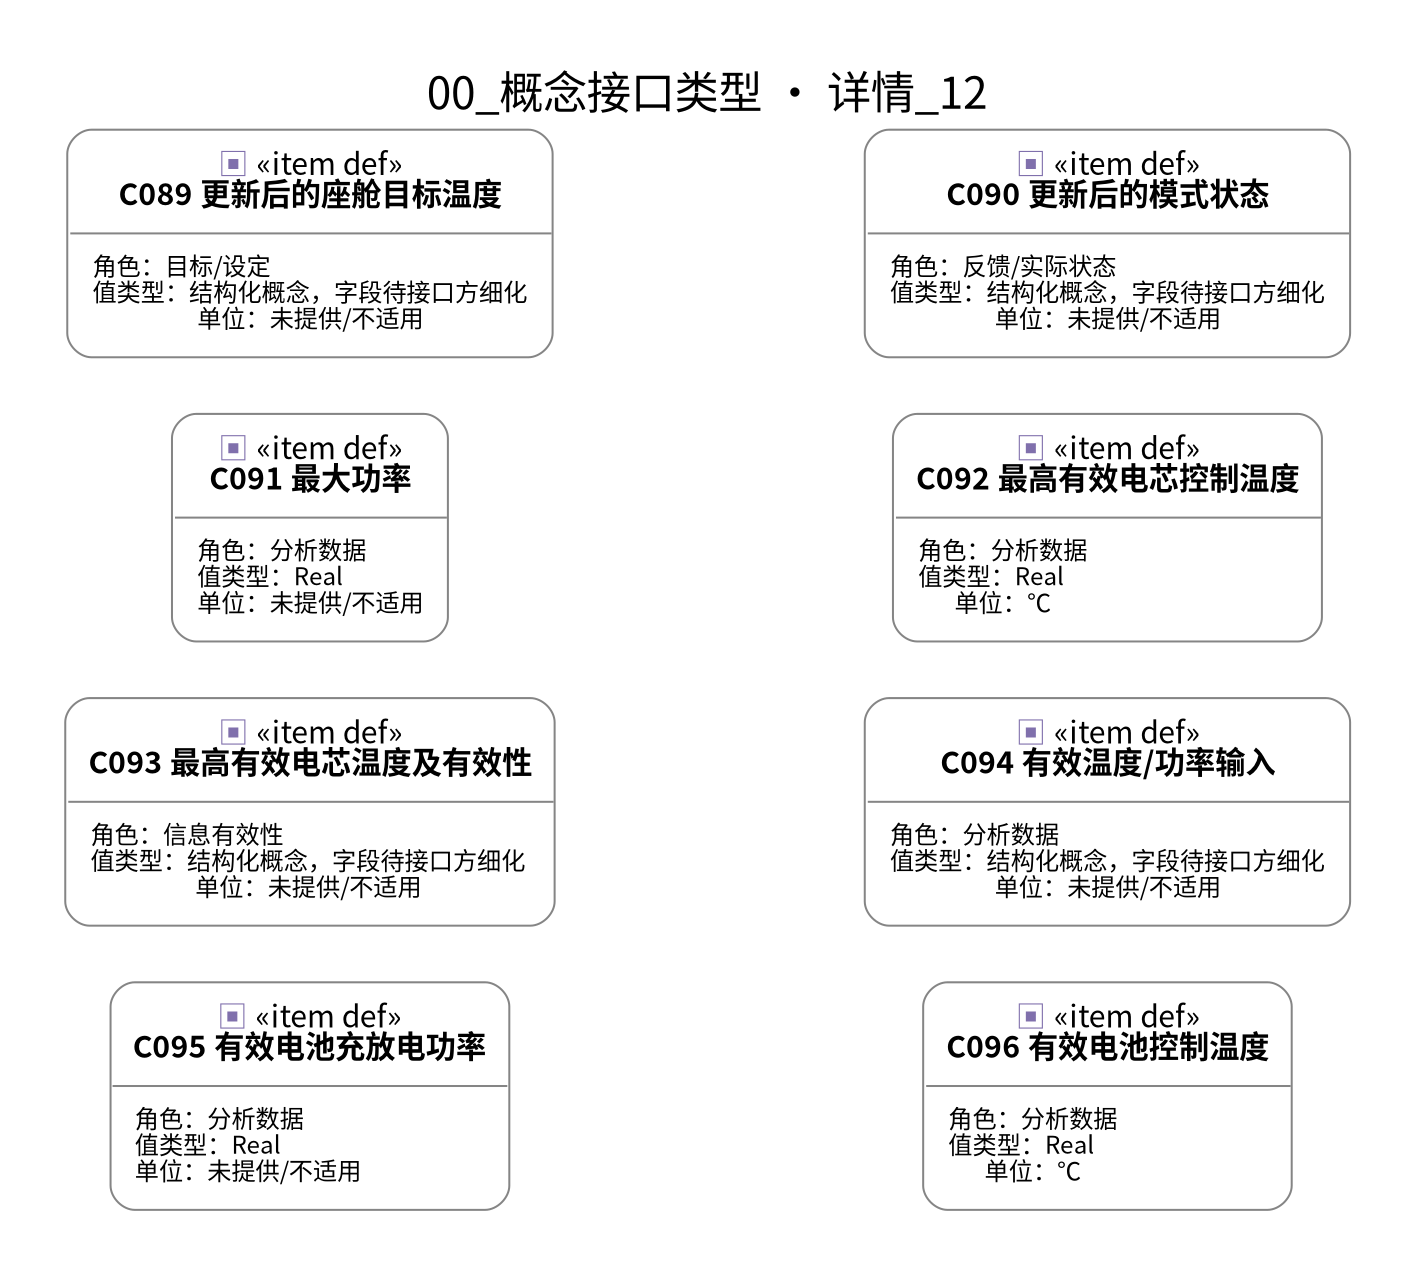 00_概念接口类型 · 详情_12
«item def»
C089 更新后的座舱目标温度
角色：目标/设定
值类型：结构化概念，字段待接口方细化
单位：未提供/不适用
«item def»
C090 更新后的模式状态
角色：反馈/实际状态
值类型：结构化概念，字段待接口方细化
单位：未提供/不适用
«item def»
C091 最大功率
角色：分析数据
值类型：Real
单位：未提供/不适用
«item def»
C092 最高有效电芯控制温度
角色：分析数据
值类型：Real
单位：℃
«item def»
C093 最高有效电芯温度及有效性
角色：信息有效性
值类型：结构化概念，字段待接口方细化
单位：未提供/不适用
«item def»
C094 有效温度/功率输入
角色：分析数据
值类型：结构化概念，字段待接口方细化
单位：未提供/不适用
«item def»
C095 有效电池充放电功率
角色：分析数据
值类型：Real
单位：未提供/不适用
«item def»
C096 有效电池控制温度
角色：分析数据
值类型：Real
单位：℃